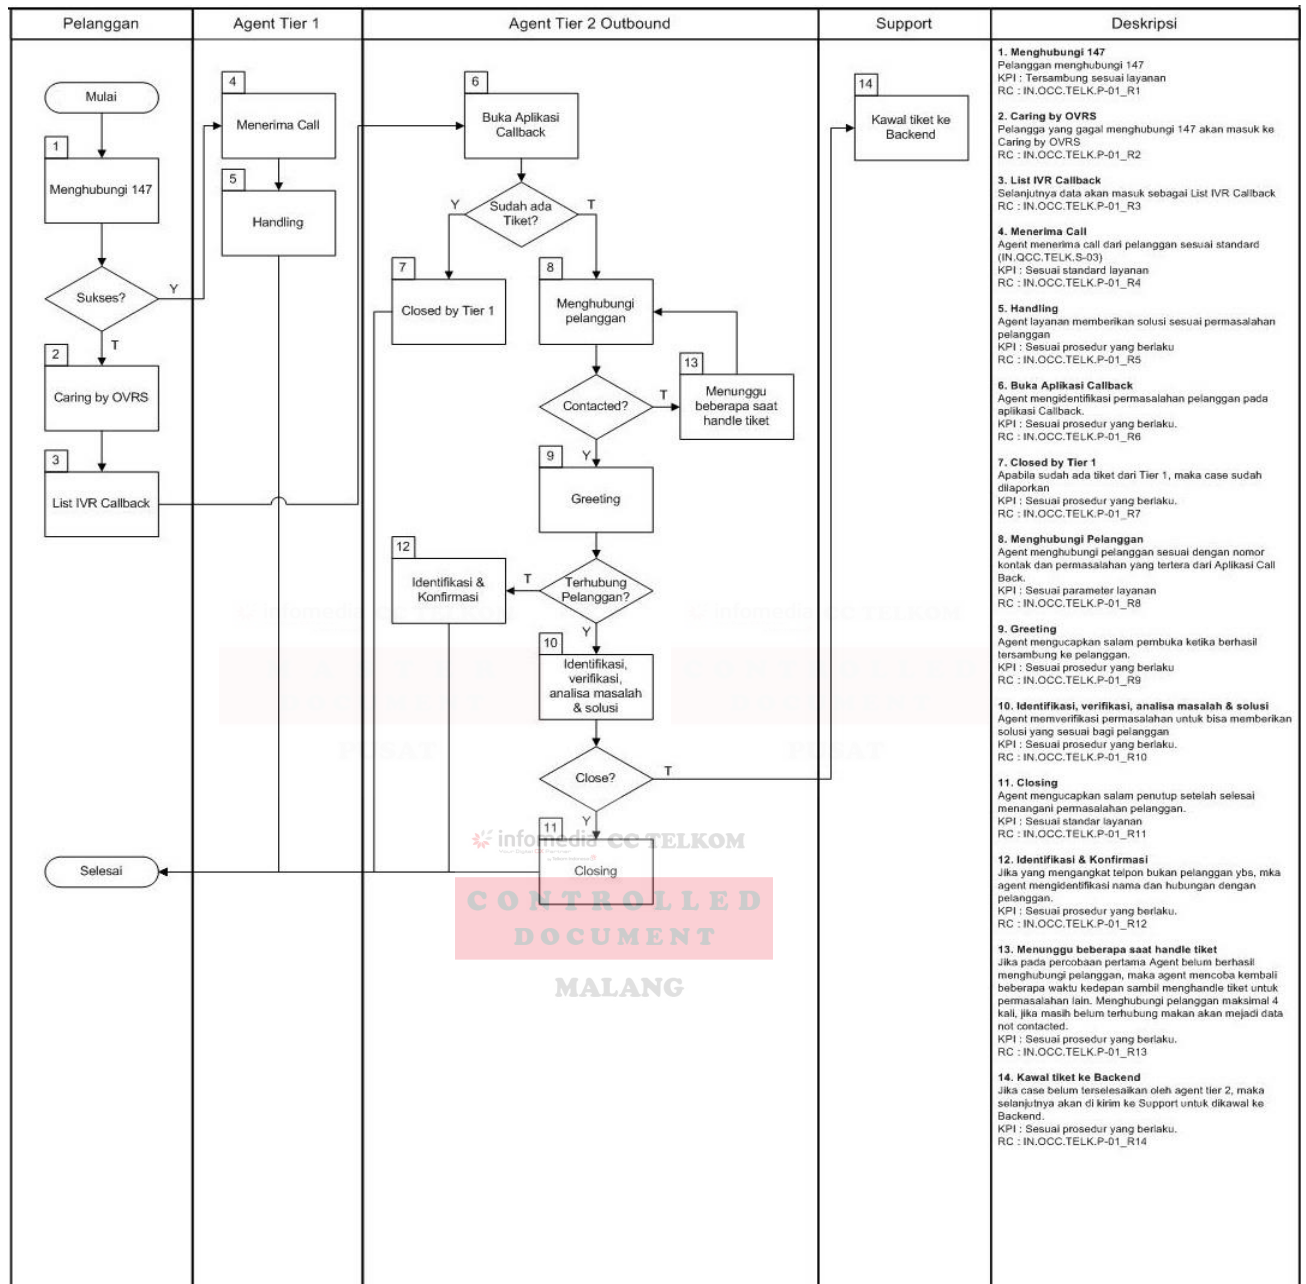 Pelanggan
Agent Tier 1
Agent Tier 2 Outbound
Support
Deskripsi
Mulai
1
Menghubungi 147
Sukses?
Y
T
2
Caring by OVRS
3
List IVR Callback
Selesai
4
Menerima Call
5
Handling
6
Buka Aplikasi
Callback
Sudah ada
Tiket?
Y
T
7
Closed by Tier 1
8
Menghubungi
pelanggan
Contacted?
T
13
Menunggu
beberapa saat
handle tiket
Y
9
Greeting
Terhubung
Pelanggan?
T
12
Identifikasi &
Konfirmasi
Y
10
Identifikasi,
verifikasi,
analisa masalah
& solusi
Close?
T
Y
11
Closing
14
Kawal tiket ke
Backend
infomedia CC TELKOM
CONTROLLED
DOCUMENT
MALANG
PUSAT
PUSAT
1. Menghubungi 147
Pelanggan menghubungi 147
KPI : Tersambung sesuai layanan
RC : IN.OCC.TELK.P-01_R1
2. Caring by OVRS
Pelangga yang gagal menghubungi 147 akan masuk ke
Caring by OVRS
RC : IN.OCC.TELK.P-01_R2
3. List IVR Callback
Selanjutnya data akan masuk sebagai List IVR Callback
RC : IN.OCC.TELK.P-01_R3
4. Menerima Call
Agent menerima call dari pelanggan sesuai standard
(IN.QCC.TELK.S-03)
KPI : Sesuai standard layanan
RC : IN.OCC.TELK.P-01_R4
5. Handling
Agent layanan memberikan solusi sesuai permasalahan
pelanggan
KPI : Sesuai prosedur yang berlaku
RC : IN.OCC.TELK.P-01_R5
6. Buka Aplikasi Callback
Agent mengidentifikasi permasalahan pelanggan pada
aplikasi Callback.
KPI : Sesuai prosedur yang berlaku.
RC : IN.OCC.TELK.P-01_R6
7. Closed by Tier 1
Apabila sudah ada tiket dari Tier 1, maka case sudah
dilaporkan
KPI : Sesuai prosedur yang berlaku.
RC : IN.OCC.TELK.P-01_R7
8. Menghubungi Pelanggan
Agent menghubungi pelanggan sesuai dengan nomor
kontak dan permasalahan yang tertera dari Aplikasi Call
Back.
KPI : Sesuai parameter layanan
RC : IN.OCC.TELK.P-01_R8
9. Greeting
Agent mengucapkan salam pembuka ketika berhasil
tersambung ke pelanggan.
KPI : Sesuai prosedur yang berlaku
RC : IN.OCC.TELK.P-01_R9
10. Identifikasi, verifikasi, analisa masalah & solusi
Agent memverifikasi permasalahan untuk bisa memberikan
solusi yang sesuai bagi pelanggan
KPI : Sesuai prosedur yang berlaku.
RC : IN.OCC.TELK.P-01_R10
11. Closing
Agent mengucapkan salam penutup setelah selesai
menangani permasalahan pelanggan.
KPI : Sesuai standar layanan
RC : IN.OCC.TELK.P-01_R11
12. Identifikasi & Konfirmasi
Jika yang mengangkat telpon bukan pelanggan ybs, mka
agent mengidentifikasi nama dan hubungan dengan
pelanggan.
KPI : Sesuai prosedur yang berlaku.
RC : IN.OCC.TELK.P-01_R12
13. Menunggu beberapa saat handle tiket
Jika pada percobaan pertama Agent belum berhasil
menghubungi pelanggan, maka agent mencoba kembali
beberapa waktu kedepan sambil menghandle tiket untuk
permasalahan lain. Menghubungi pelanggan maksimal 4
kali, jika masih belum terhubung makan akan mejadi data
not contacted.
KPI : Sesuai prosedur yang berlaku.
RC : IN.OCC.TELK.P-01_R13
14. Kawal tiket ke Backend
Jika case belum terselesaikan oleh agent tier 2, maka
selanjutnya akan di kirim ke Support untuk dikawal ke
Backend.
KPI : Sesuai prosedur yang berlaku.
RC : IN.OCC.TELK.P-01_R14